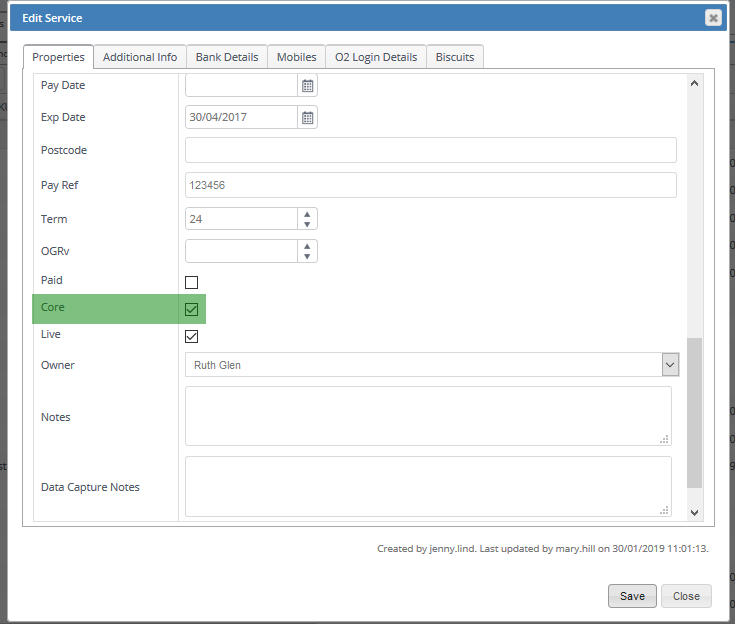 Edit Service
Properties Additional Info Bank Details Mobiles O2 Login Details Biscuits
Pay Date
Exp Date 30/04/2017
Postcode
Pay Ref 123456
Term 24
OGRv
Paid
Core
Live
Owner Ruth Glen
Notes
Data Capture Notes
Created by jenny.lind. Last updated by mary.hill on 30/01/2019 11:01:13.
Save Close